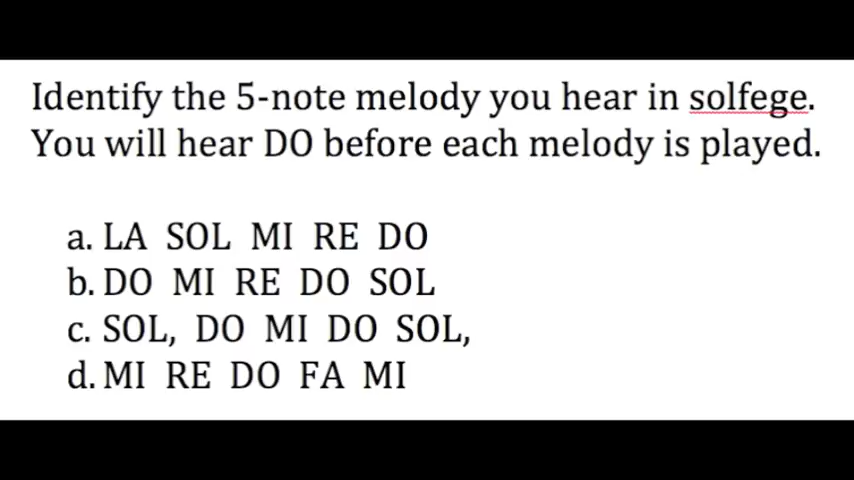 Identify the 5-note melody you hear in solfege.
You will hear DO before each melody is played.
a. LA SOL MI RE DO
b. DO MI RE DO SOL
c. SOL, DO MI DO SOL,
d. MI RE DO FA MI